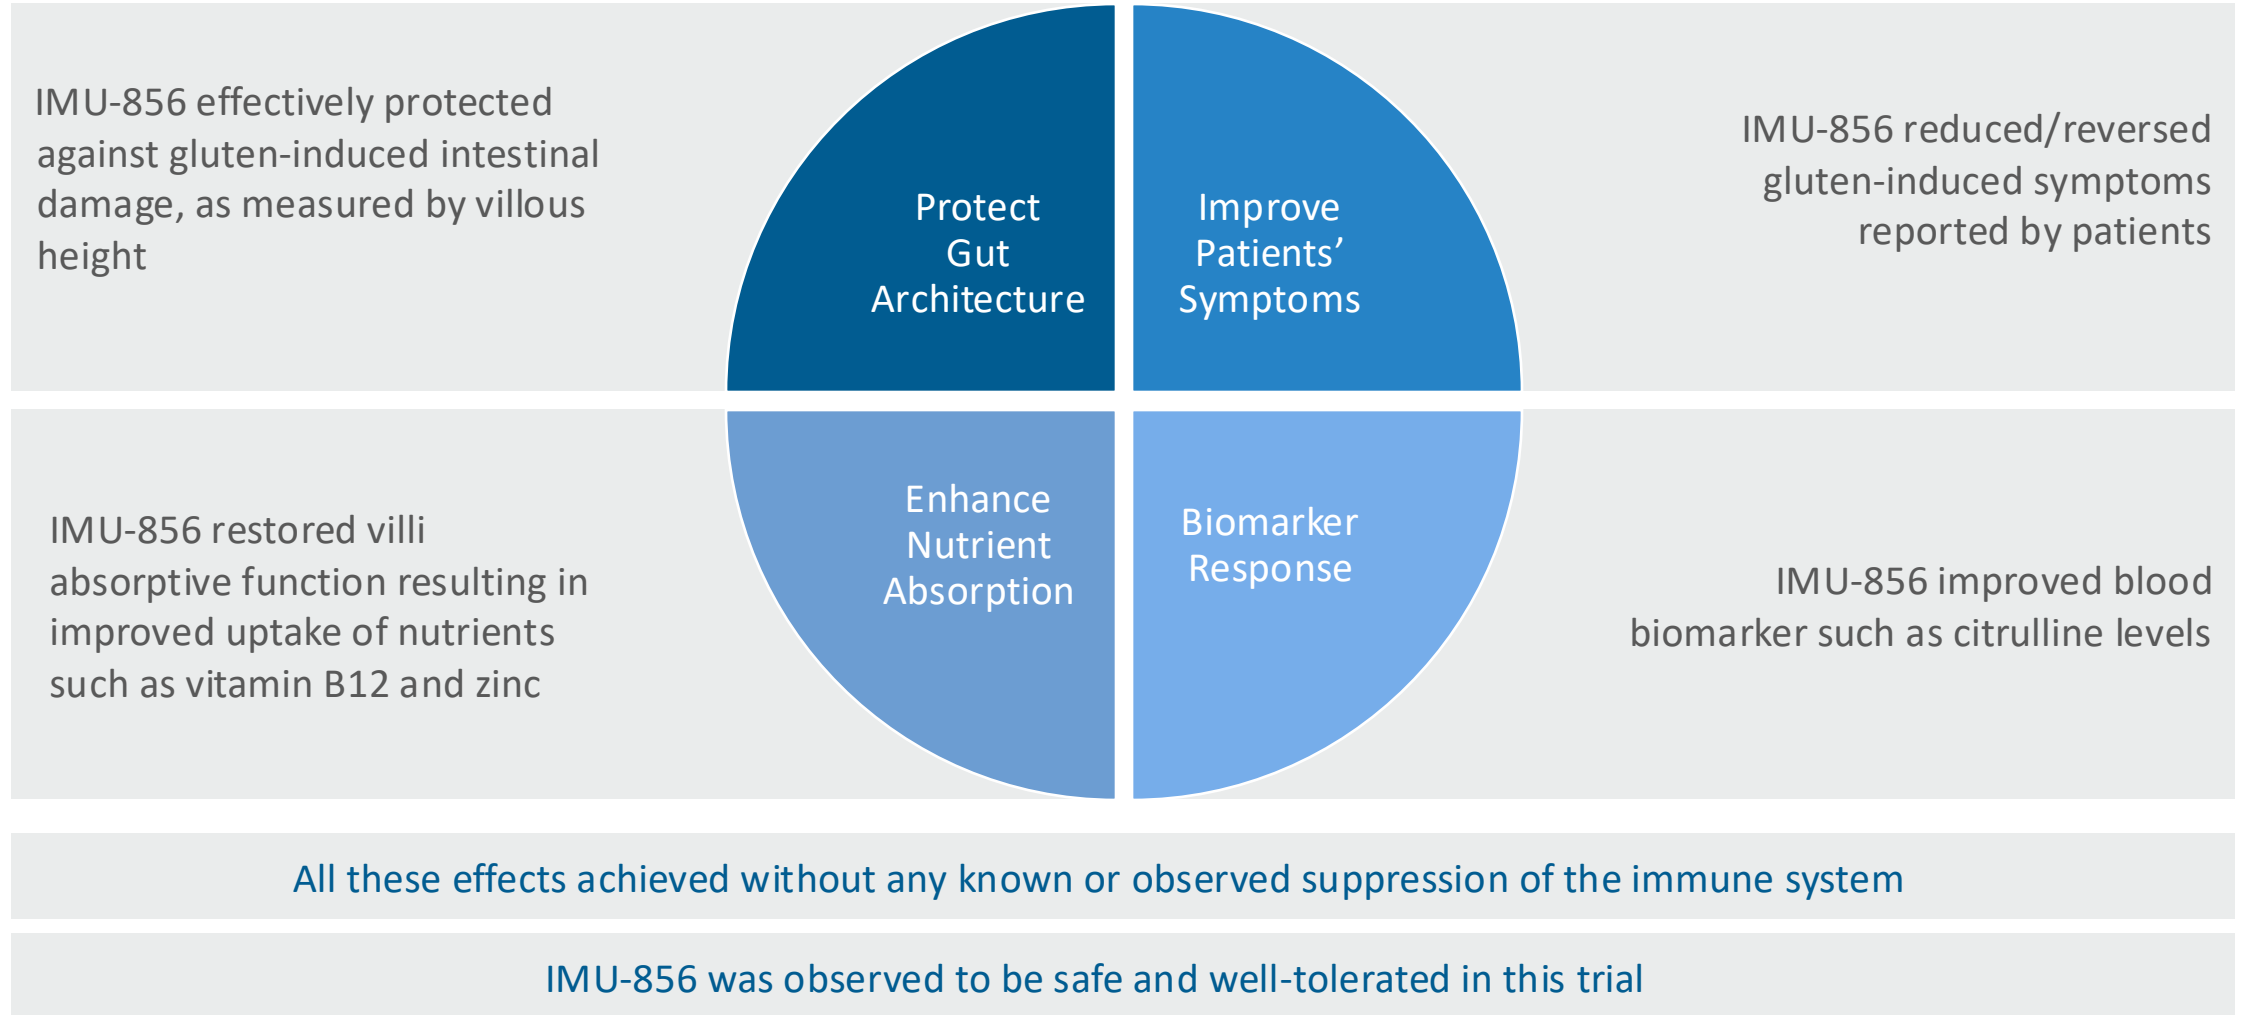 IMU-856 effectively protected
against gluten-induced intestinal
damage, as measured by villous
height
Protect
Gut
Architecture
Improve
Patients’
Symptoms
IMU-856 reduced/reversed
gluten-induced symptoms
reported by patients
IMU-856 restored villi
absorptive function resulting in
improved uptake of nutrients
such as vitamin B12 and zinc
Enhance
Nutrient
Absorption
Biomarker
Response
IMU-856 improved blood
biomarker such as citrulline levels
All these effects achieved without any known or observed suppression of the immune system
IMU-856 was observed to be safe and well-tolerated in this trial